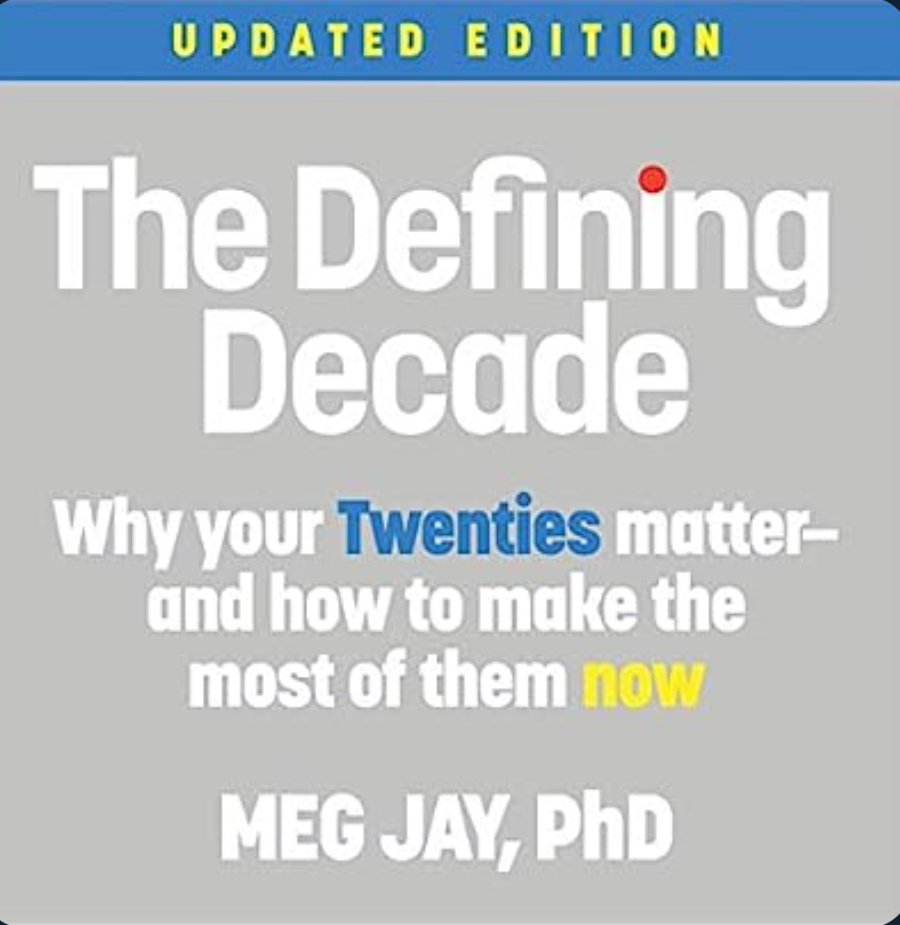 UPDATED EDITION
The Defining
Decade
Why your Twenties matter–
and how to make the
most of them now
MEG JAY, PhD